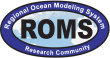 Regional Ocean Modeling System
ROMS
Research Community